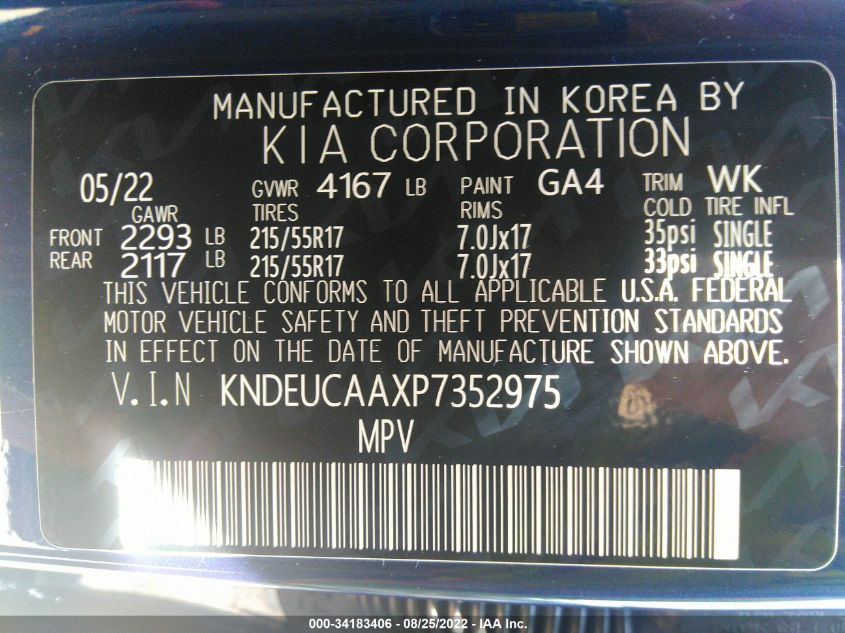 MANUFACTURED IN KOREA BY
KIA CORPORATION
05/22 GVWR 4167 LB PAINT GA4 TRIM WK
GAWR TIRES RIMS COLD TIRE INFL
FRONT 2293 LB 215/55R17 7.0Jx17 35psi SINGLE
REAR 2117 LB 215/55R17 7.0Jx17 33psi SINGLE
THIS VEHICLE CONFORMS TO ALL APPLICABLE U.S.A. FEDERAL
MOTOR VEHICLE SAFETY AND THEFT PREVENTION STANDARDS
IN EFFECT ON THE DATE OF MANUFACTURE SHOWN ABOVE.
V.I.N KNDEUCAAXP7352975
MPV
000-34183406 - 08/25/2022 - IAA Inc.